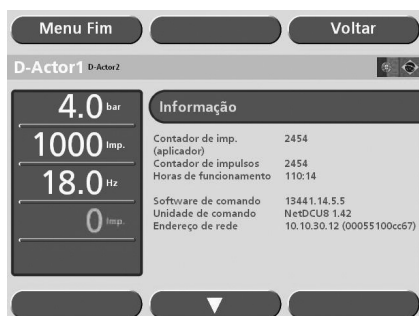 Menu Fim
Voltar
D-Actor1 D-Actor2
4.0 bar
1000 Imp.
18.0 Hz
0 Imp.
Informação
Contador de imp. 2454
(aplicador)
Contador de impulsos 2454
Horas de funcionamento 110:14
Software de comando 13441.14.5.5
Unidade de comando NetDCU8 1.42
Endereço de rede 10.10.30.12 (00055100cc67)